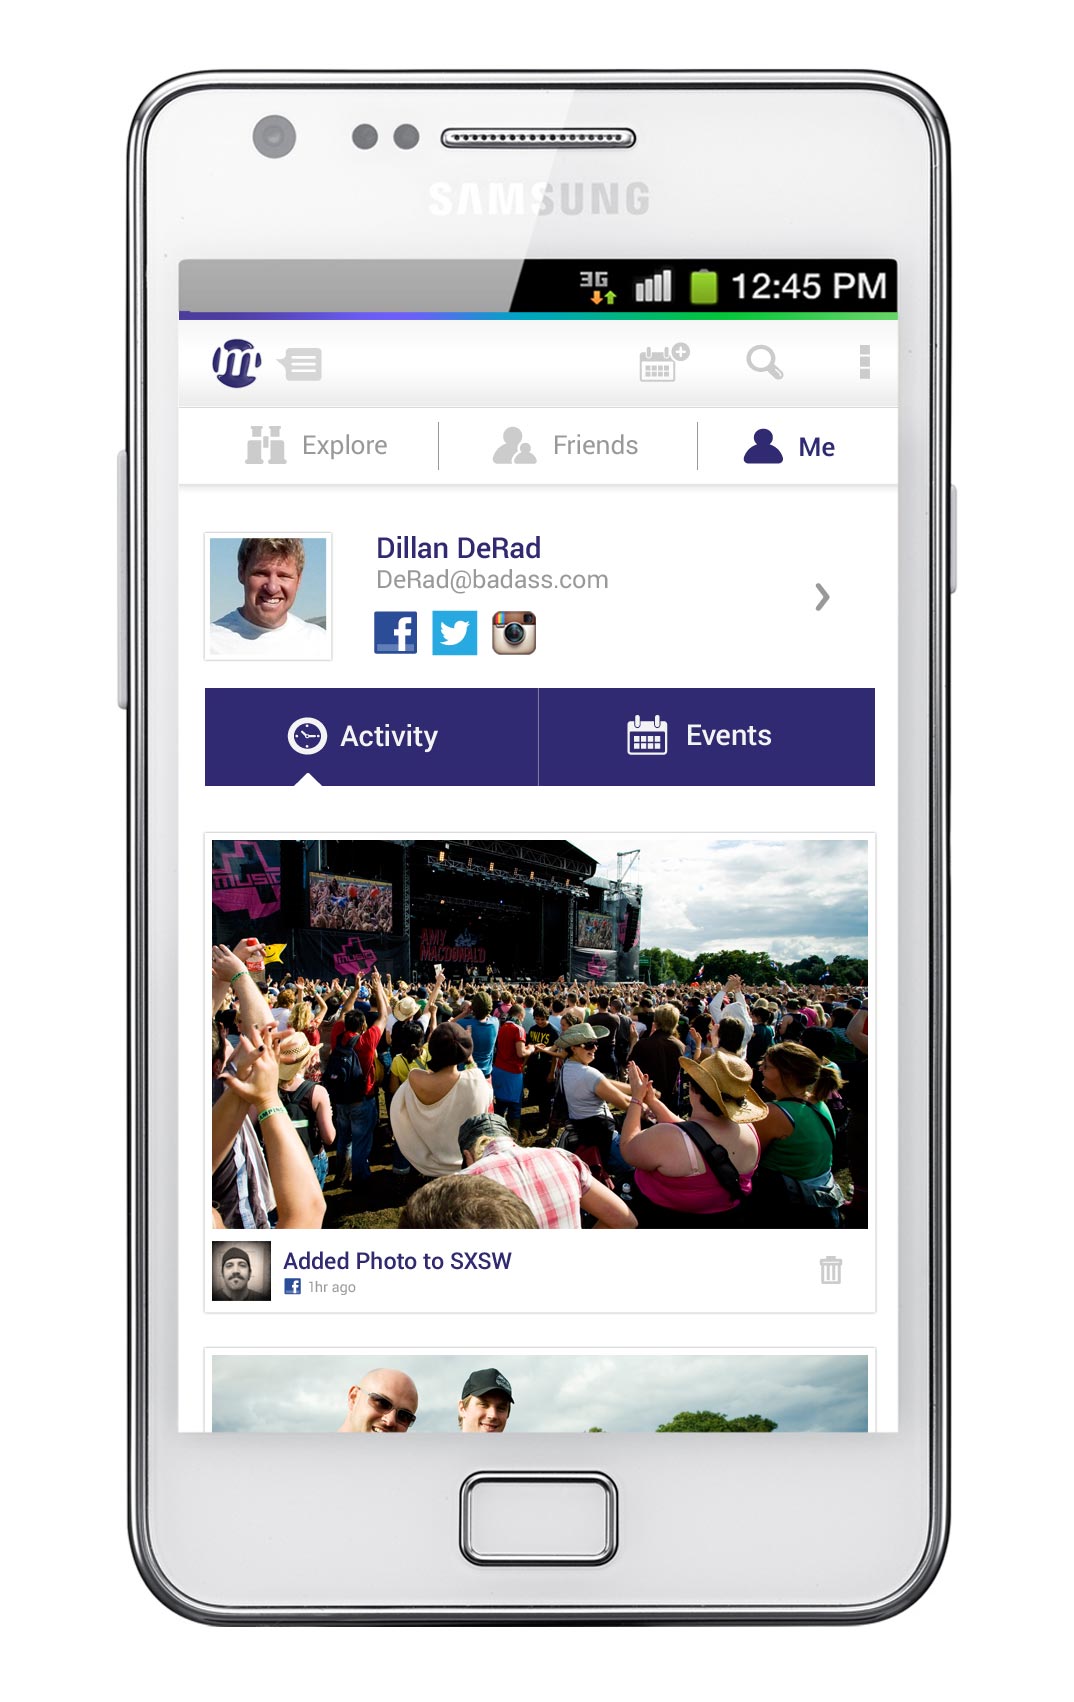 SAMSUNG
3G
12:45 PM
m
Explore
Friends
Me
Dillan DeRad
DeRad@badass.com
f
Activity
Events
MUSIC
AMY
MACDONALD
MUSIC
Added Photo to SXSW
f 1hr ago